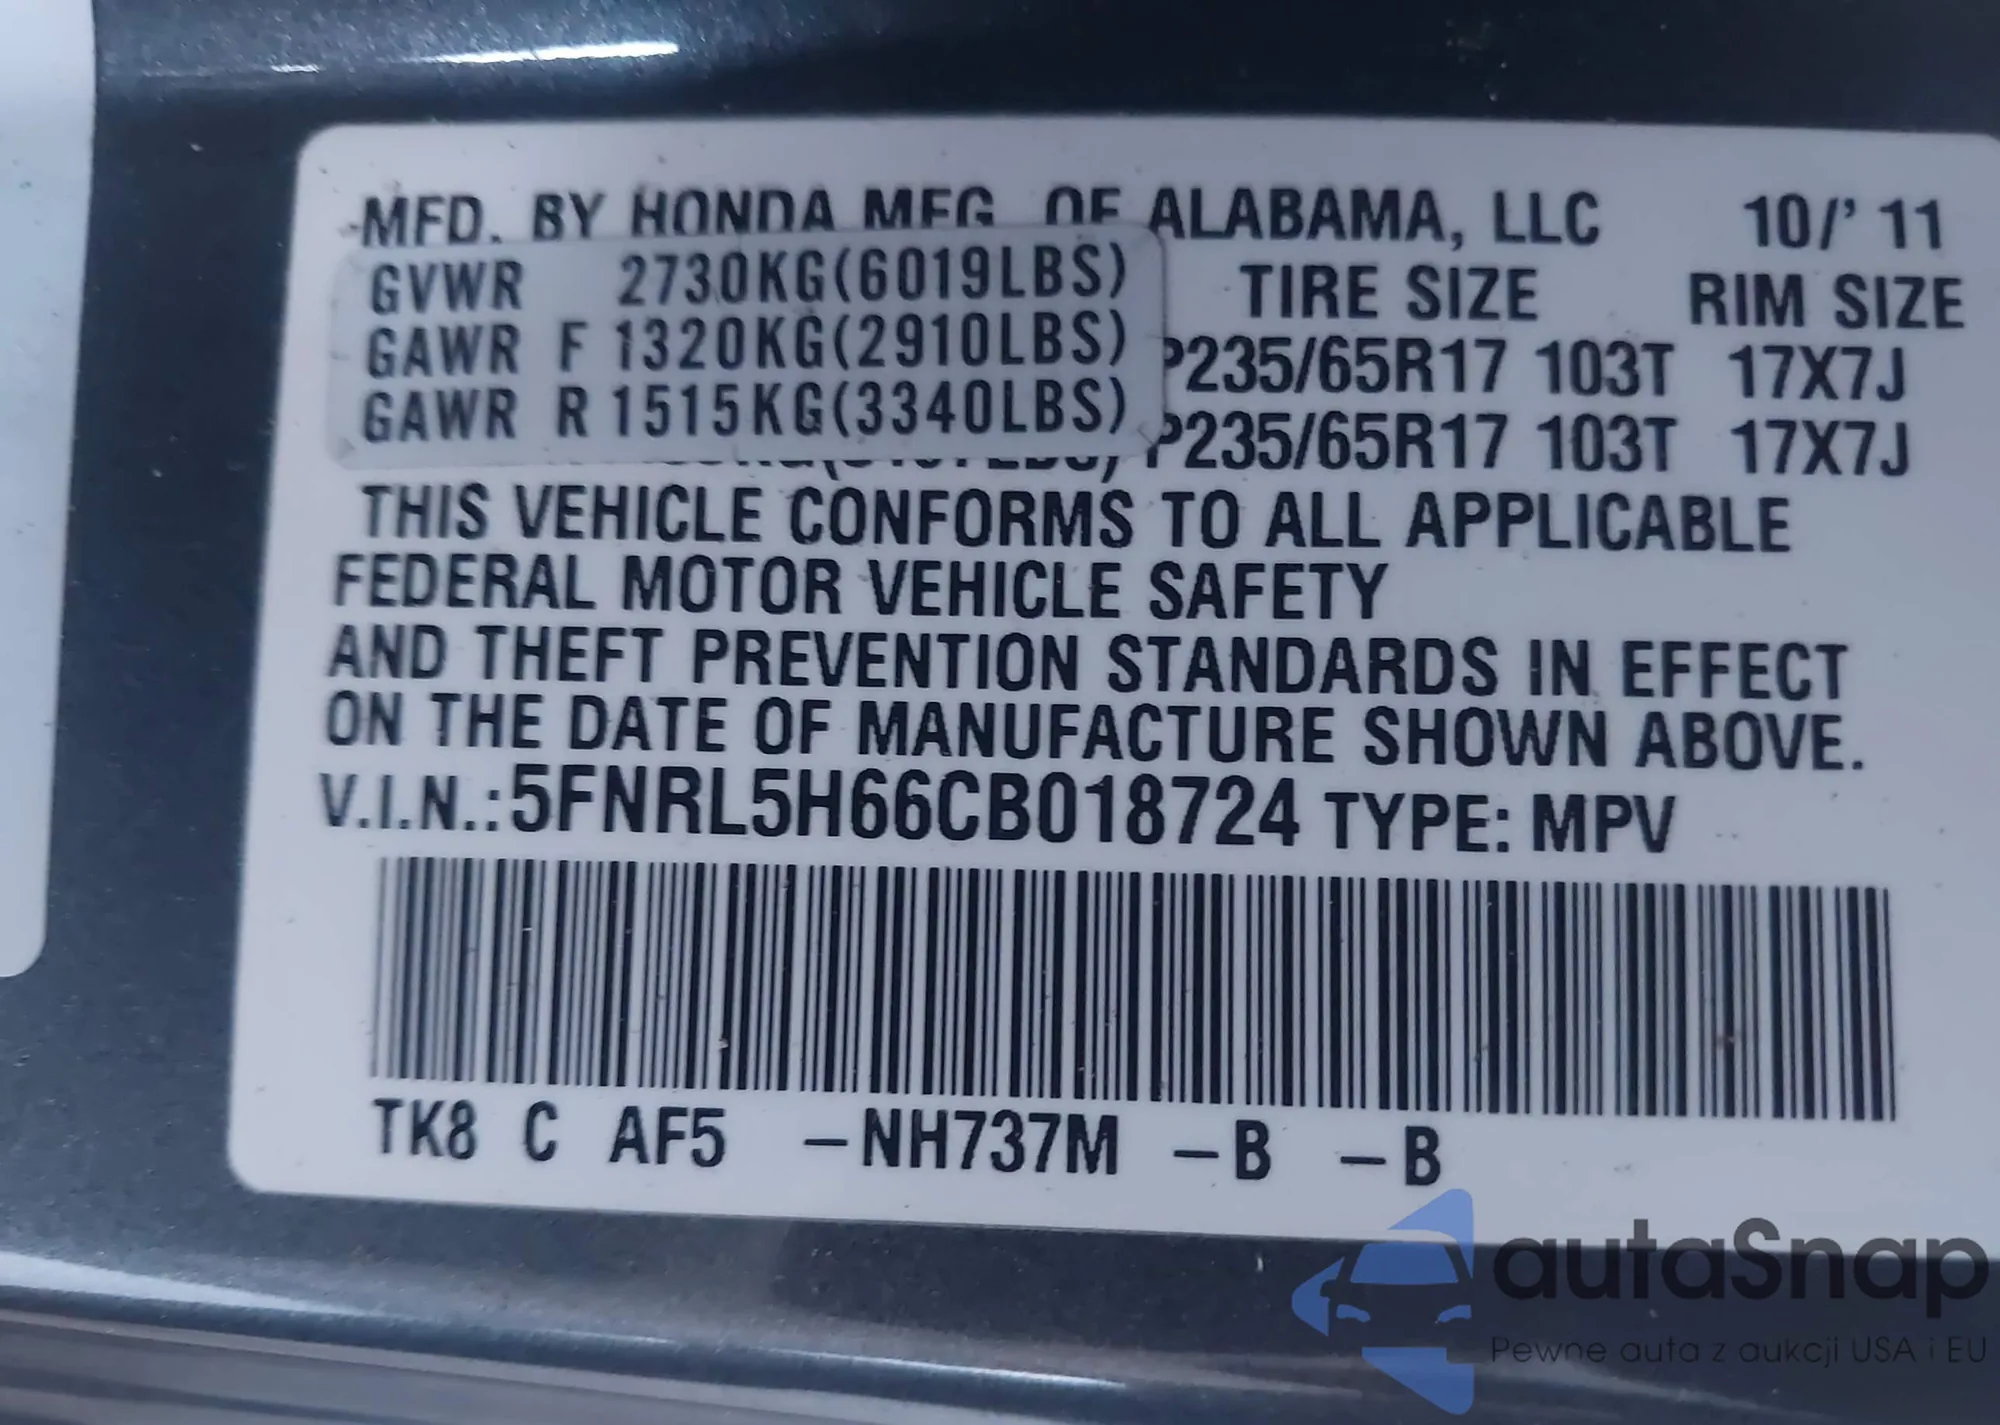 MFD. BY HONDA MFG. OF ALABAMA, LLC 10/'11
GVWR 2730KG(6019LBS) TIRE SIZE RIM SIZE
GAWR F 1320KG(2910LBS) P235/65R17 103T 17X7J
GAWR R 1515KG(3340LBS) P235/65R17 103T 17X7J
THIS VEHICLE CONFORMS TO ALL APPLICABLE
FEDERAL MOTOR VEHICLE SAFETY
AND THEFT PREVENTION STANDARDS IN EFFECT
ON THE DATE OF MANUFACTURE SHOWN ABOVE.
V.I.N.:5FNRL5H66CB018724 TYPE: MPV
TK8 C AF5 –NH737M –B –B
autaSnap
Pewne auta z aukcji USA i EU